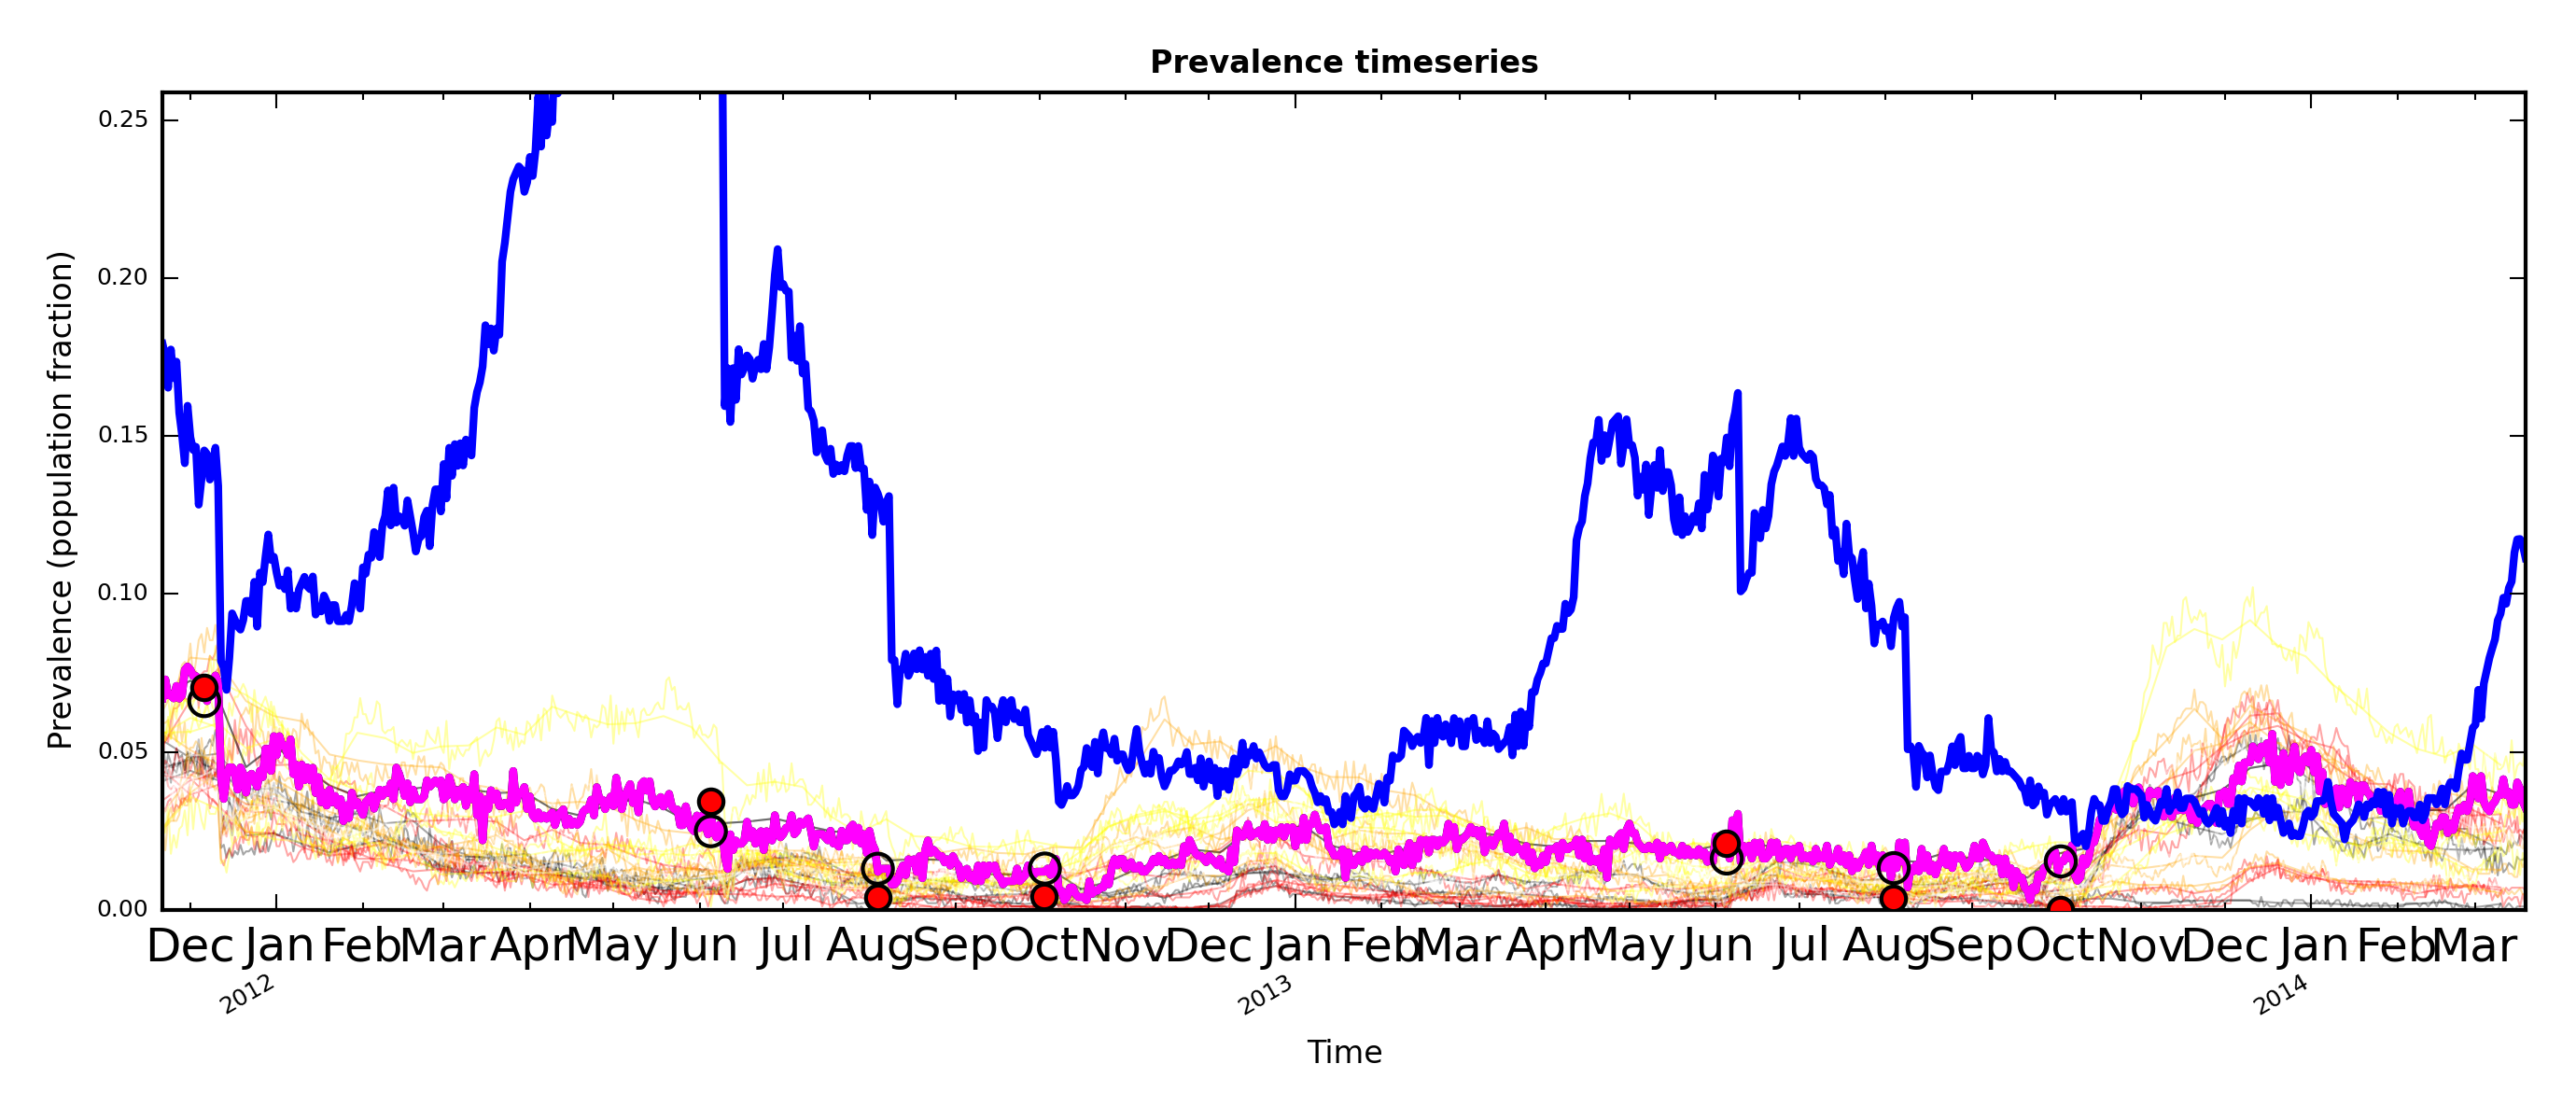 Prevalence timeseries
Prevalence (population fraction)
0.25
0.20
0.15
0.10
0.05
0.00
Dec Jan Feb Mar Apr May Jun Jul Aug Sep Oct Nov Dec Jan Feb Mar Apr May Jun Jul Aug Sep Oct Nov Dec Jan Feb Mar
2012 2013 2014
Time